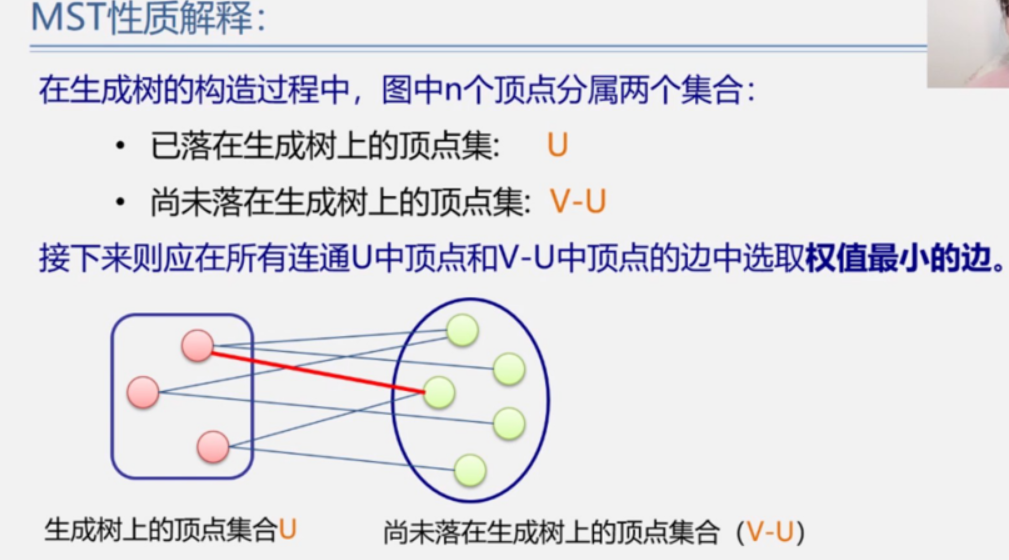 MST性质解释:
在生成树的构造过程中，图中n个顶点分属两个集合：
• 已落在生成树上的顶点集: U
• 尚未落在生成树上的顶点集: V-U
接下来则应在所有连通U中顶点和V-U中顶点的边中选取权值最小的边。
生成树上的顶点集合U
尚未落在生成树上的顶点集合（V-U）